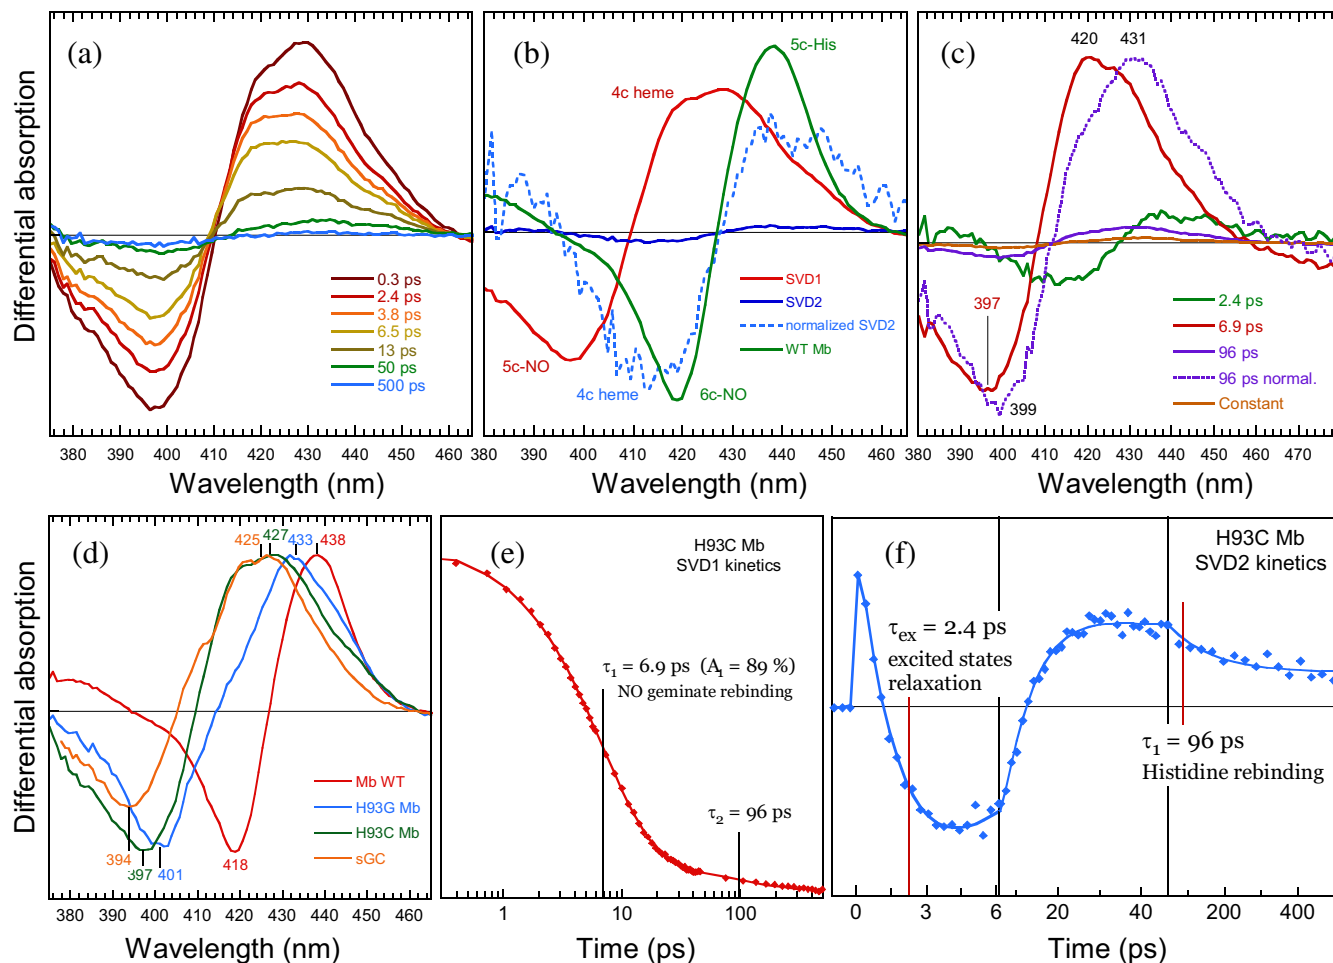 (a)
Differential absorption
0.3 ps
2.4 ps
3.8 ps
6.5 ps
13 ps
50 ps
500 ps
380 390 400 410 420 430 440 450 460
Wavelength (nm)
(b)
5c-His
4c heme
5c-NO
4c heme
6c-NO
SVD1
SVD2
normalized SVD2
WT Mb
380 390 400 410 420 430 440 450 460
Wavelength (nm)
(c)
420
431
397
399
2.4 ps
6.9 ps
96 ps
96 ps normal.
Constant
380 390 400 410 420 430 440 450 460 470
Wavelength (nm)
(d)
Differential absorption
425 427 433 438
394
397
401
418
Mb WT
H93G Mb
H93C Mb
sGC
380 400 420 440 460
Wavelength (nm)
(e)
H93C Mb
SVD1 kinetics
τ1 = 6.9 ps (A1 = 89 %)
NO geminate rebinding
τ2 = 96 ps
1 10 100
Time (ps)
(f)
H93C Mb
SVD2 kinetics
τex = 2.4 ps
excited states
relaxation
τ1 = 96 ps
Histidine rebinding
0 3 6 20 40 200 400
Time (ps)